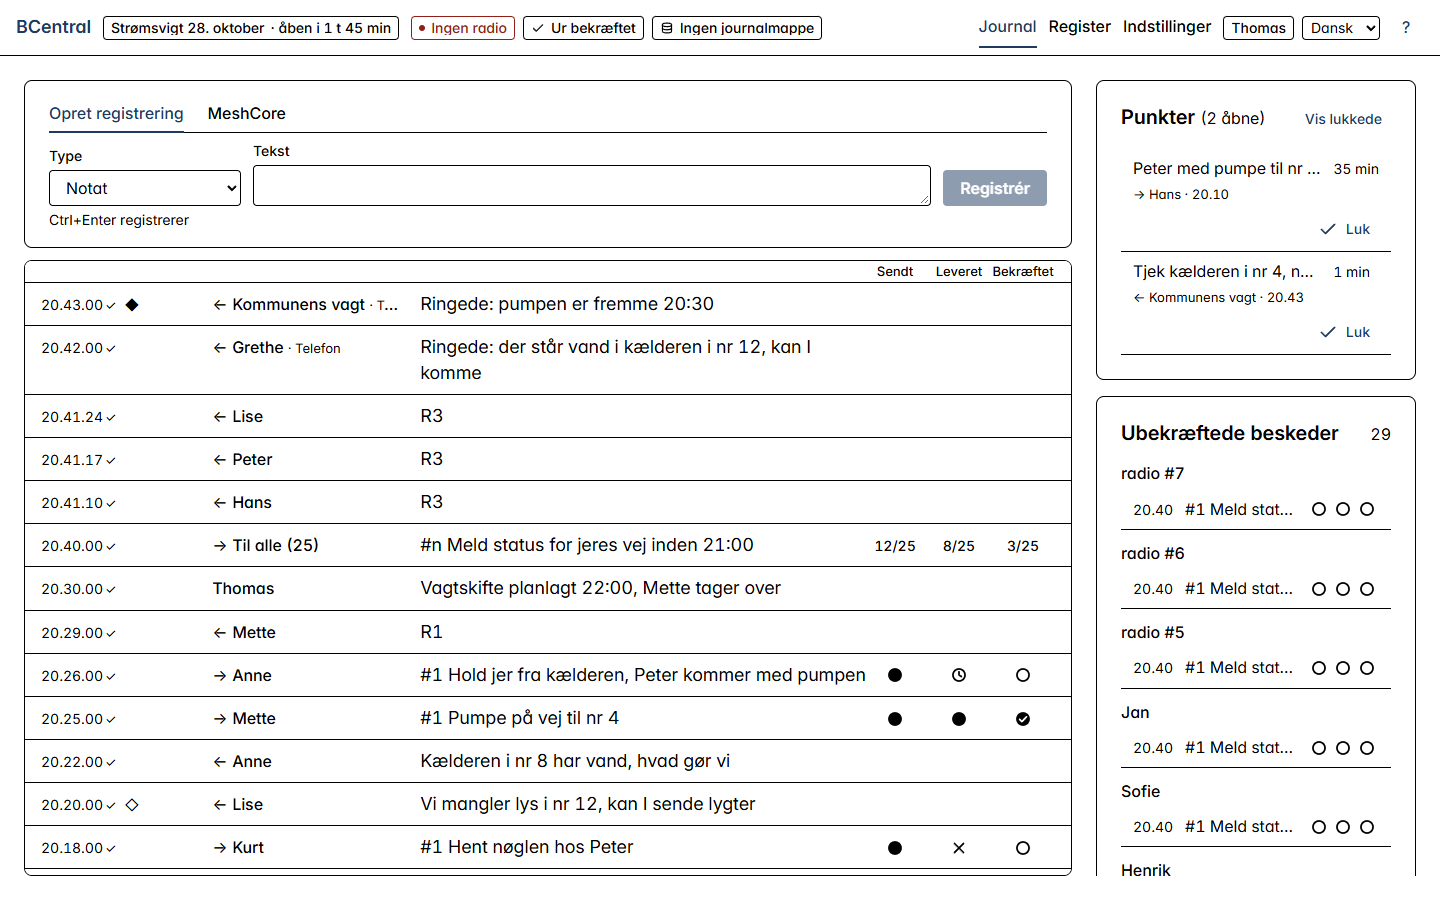 BCentral Strømsvigt 28. oktober · åben i 1 t 45 min Ingen radio Ur bekræftet Ingen journalmappe Journal Register Indstillinger Thomas Dansk ?
Opret registrering MeshCore
Type
Notat
Ctrl+Enter registrerer
Tekst
Registrér
Sendt Leveret Bekræftet
20.43.00 ← Kommunens vagt · T... Ringede: pumpen er fremme 20:30
20.42.00 ← Grethe · Telefon Ringede: der står vand i kælderen i nr 12, kan I
komme
20.41.24 ← Lise R3
20.41.17 ← Peter R3
20.41.10 ← Hans R3
20.40.00 → Til alle (25) #n Meld status for jeres vej inden 21:00 12/25 8/25 3/25
20.30.00 Thomas Vagtskifte planlagt 22:00, Mette tager over
20.29.00 ← Mette R1
20.26.00 → Anne #1 Hold jer fra kælderen, Peter kommer med pumpen
20.25.00 → Mette #1 Pumpe på vej til nr 4
20.22.00 ← Anne Kælderen i nr 8 har vand, hvad gør vi
20.20.00 ← Lise Vi mangler lys i nr 12, kan I sende lygter
20.18.00 → Kurt #1 Hent nøglen hos Peter
Punkter (2 åbne) Vis lukkede
Peter med pumpe til nr ... 35 min
→ Hans · 20.10
Luk
Tjek kælderen i nr 4, n... 1 min
← Kommunens vagt · 20.43
Luk
Ubekræftede beskeder 29
radio #7
20.40 #1 Meld stat...
radio #6
20.40 #1 Meld stat...
radio #5
20.40 #1 Meld stat...
Jan
20.40 #1 Meld stat...
Sofie
20.40 #1 Meld stat...
Henrik